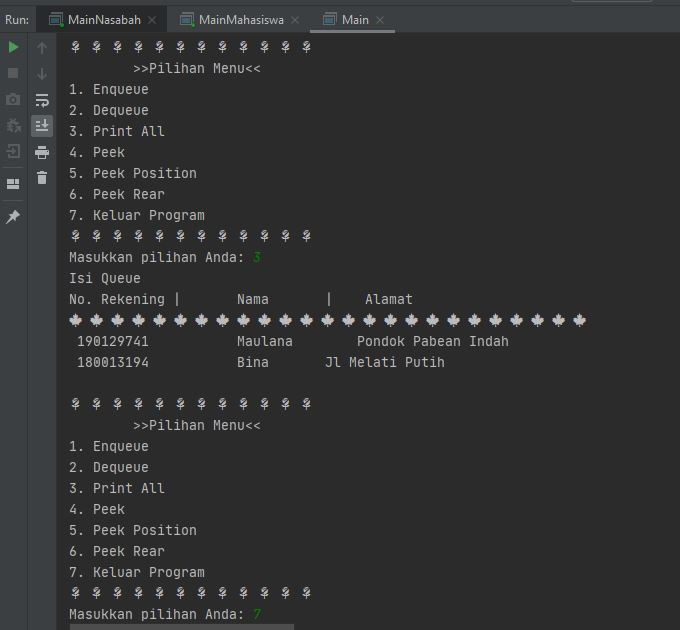 Run: MainNasabah MainMahasiswa Main
>>Pilihan Menu<<
1. Enqueue
2. Dequeue
3. Print All
4. Peek
5. Peek Position
6. Peek Rear
7. Keluar Program
Masukkan pilihan Anda: 3
Isi Queue
No. Rekening | Nama | Alamat
190129741 Maulana Pondok Pabean Indah
180013194 Bina Jl Melati Putih
>>Pilihan Menu<<
1. Enqueue
2. Dequeue
3. Print All
4. Peek
5. Peek Position
6. Peek Rear
7. Keluar Program
Masukkan pilihan Anda: 7